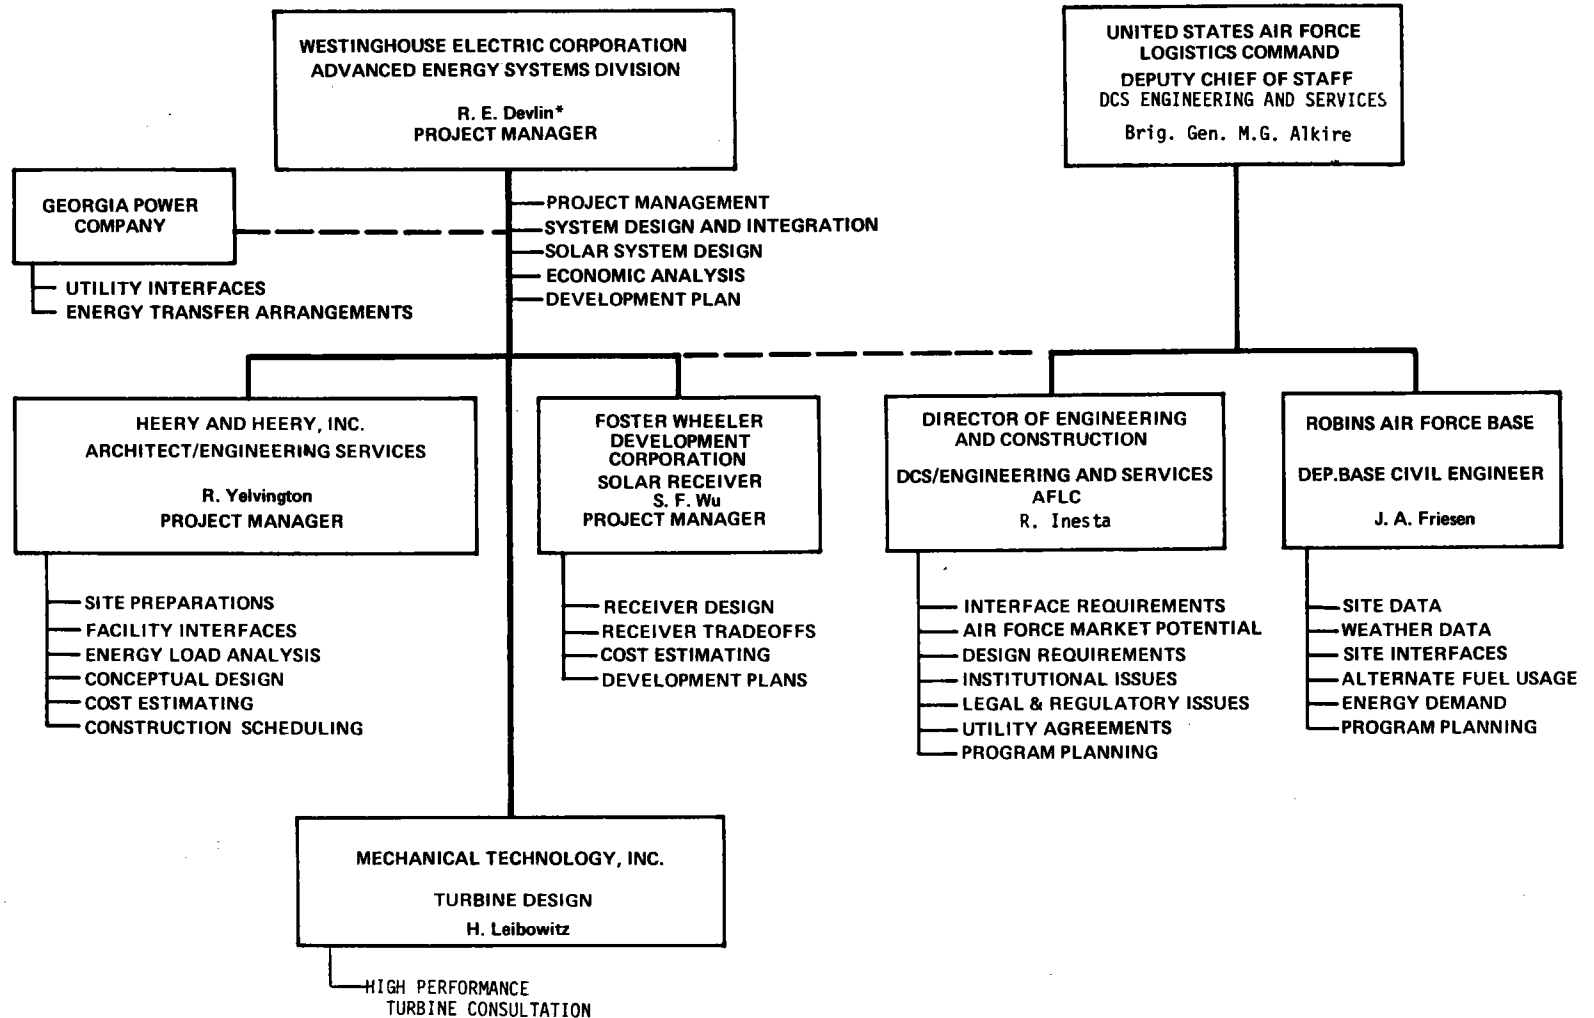 WESTINGHOUSE ELECTRIC CORPORATION
ADVANCED ENERGY SYSTEMS DIVISION
R. E. Devlin*
PROJECT MANAGER
UNITED STATES AIR FORCE
LOGISTICS COMMAND
DEPUTY CHIEF OF STAFF
DCS ENGINEERING AND SERVICES
Brig. Gen. M.G. Alkire
GEORGIA POWER
COMPANY
UTILITY INTERFACES
ENERGY TRANSFER ARRANGEMENTS
PROJECT MANAGEMENT
SYSTEM DESIGN AND INTEGRATION
SOLAR SYSTEM DESIGN
ECONOMIC ANALYSIS
DEVELOPMENT PLAN
HEERY AND HEERY, INC.
ARCHITECT/ENGINEERING SERVICES
R. Yelvington
PROJECT MANAGER
SITE PREPARATIONS
FACILITY INTERFACES
ENERGY LOAD ANALYSIS
CONCEPTUAL DESIGN
COST ESTIMATING
CONSTRUCTION SCHEDULING
FOSTER WHEELER
DEVELOPMENT
CORPORATION
SOLAR RECEIVER
S. F. Wu
PROJECT MANAGER
RECEIVER DESIGN
RECEIVER TRADEOFFS
COST ESTIMATING
DEVELOPMENT PLANS
DIRECTOR OF ENGINEERING
AND CONSTRUCTION
DCS/ENGINEERING AND SERVICES
AFLC
R. Inesta
INTERFACE REQUIREMENTS
AIR FORCE MARKET POTENTIAL
DESIGN REQUIREMENTS
INSTITUTIONAL ISSUES
LEGAL & REGULATORY ISSUES
UTILITY AGREEMENTS
PROGRAM PLANNING
ROBINS AIR FORCE BASE
DEP.BASE CIVIL ENGINEER
J. A. Friesen
SITE DATA
WEATHER DATA
SITE INTERFACES
ALTERNATE FUEL USAGE
ENERGY DEMAND
PROGRAM PLANNING
MECHANICAL TECHNOLOGY, INC.
TURBINE DESIGN
H. Leibowitz
HIGH PERFORMANCE
TURBINE CONSULTATION